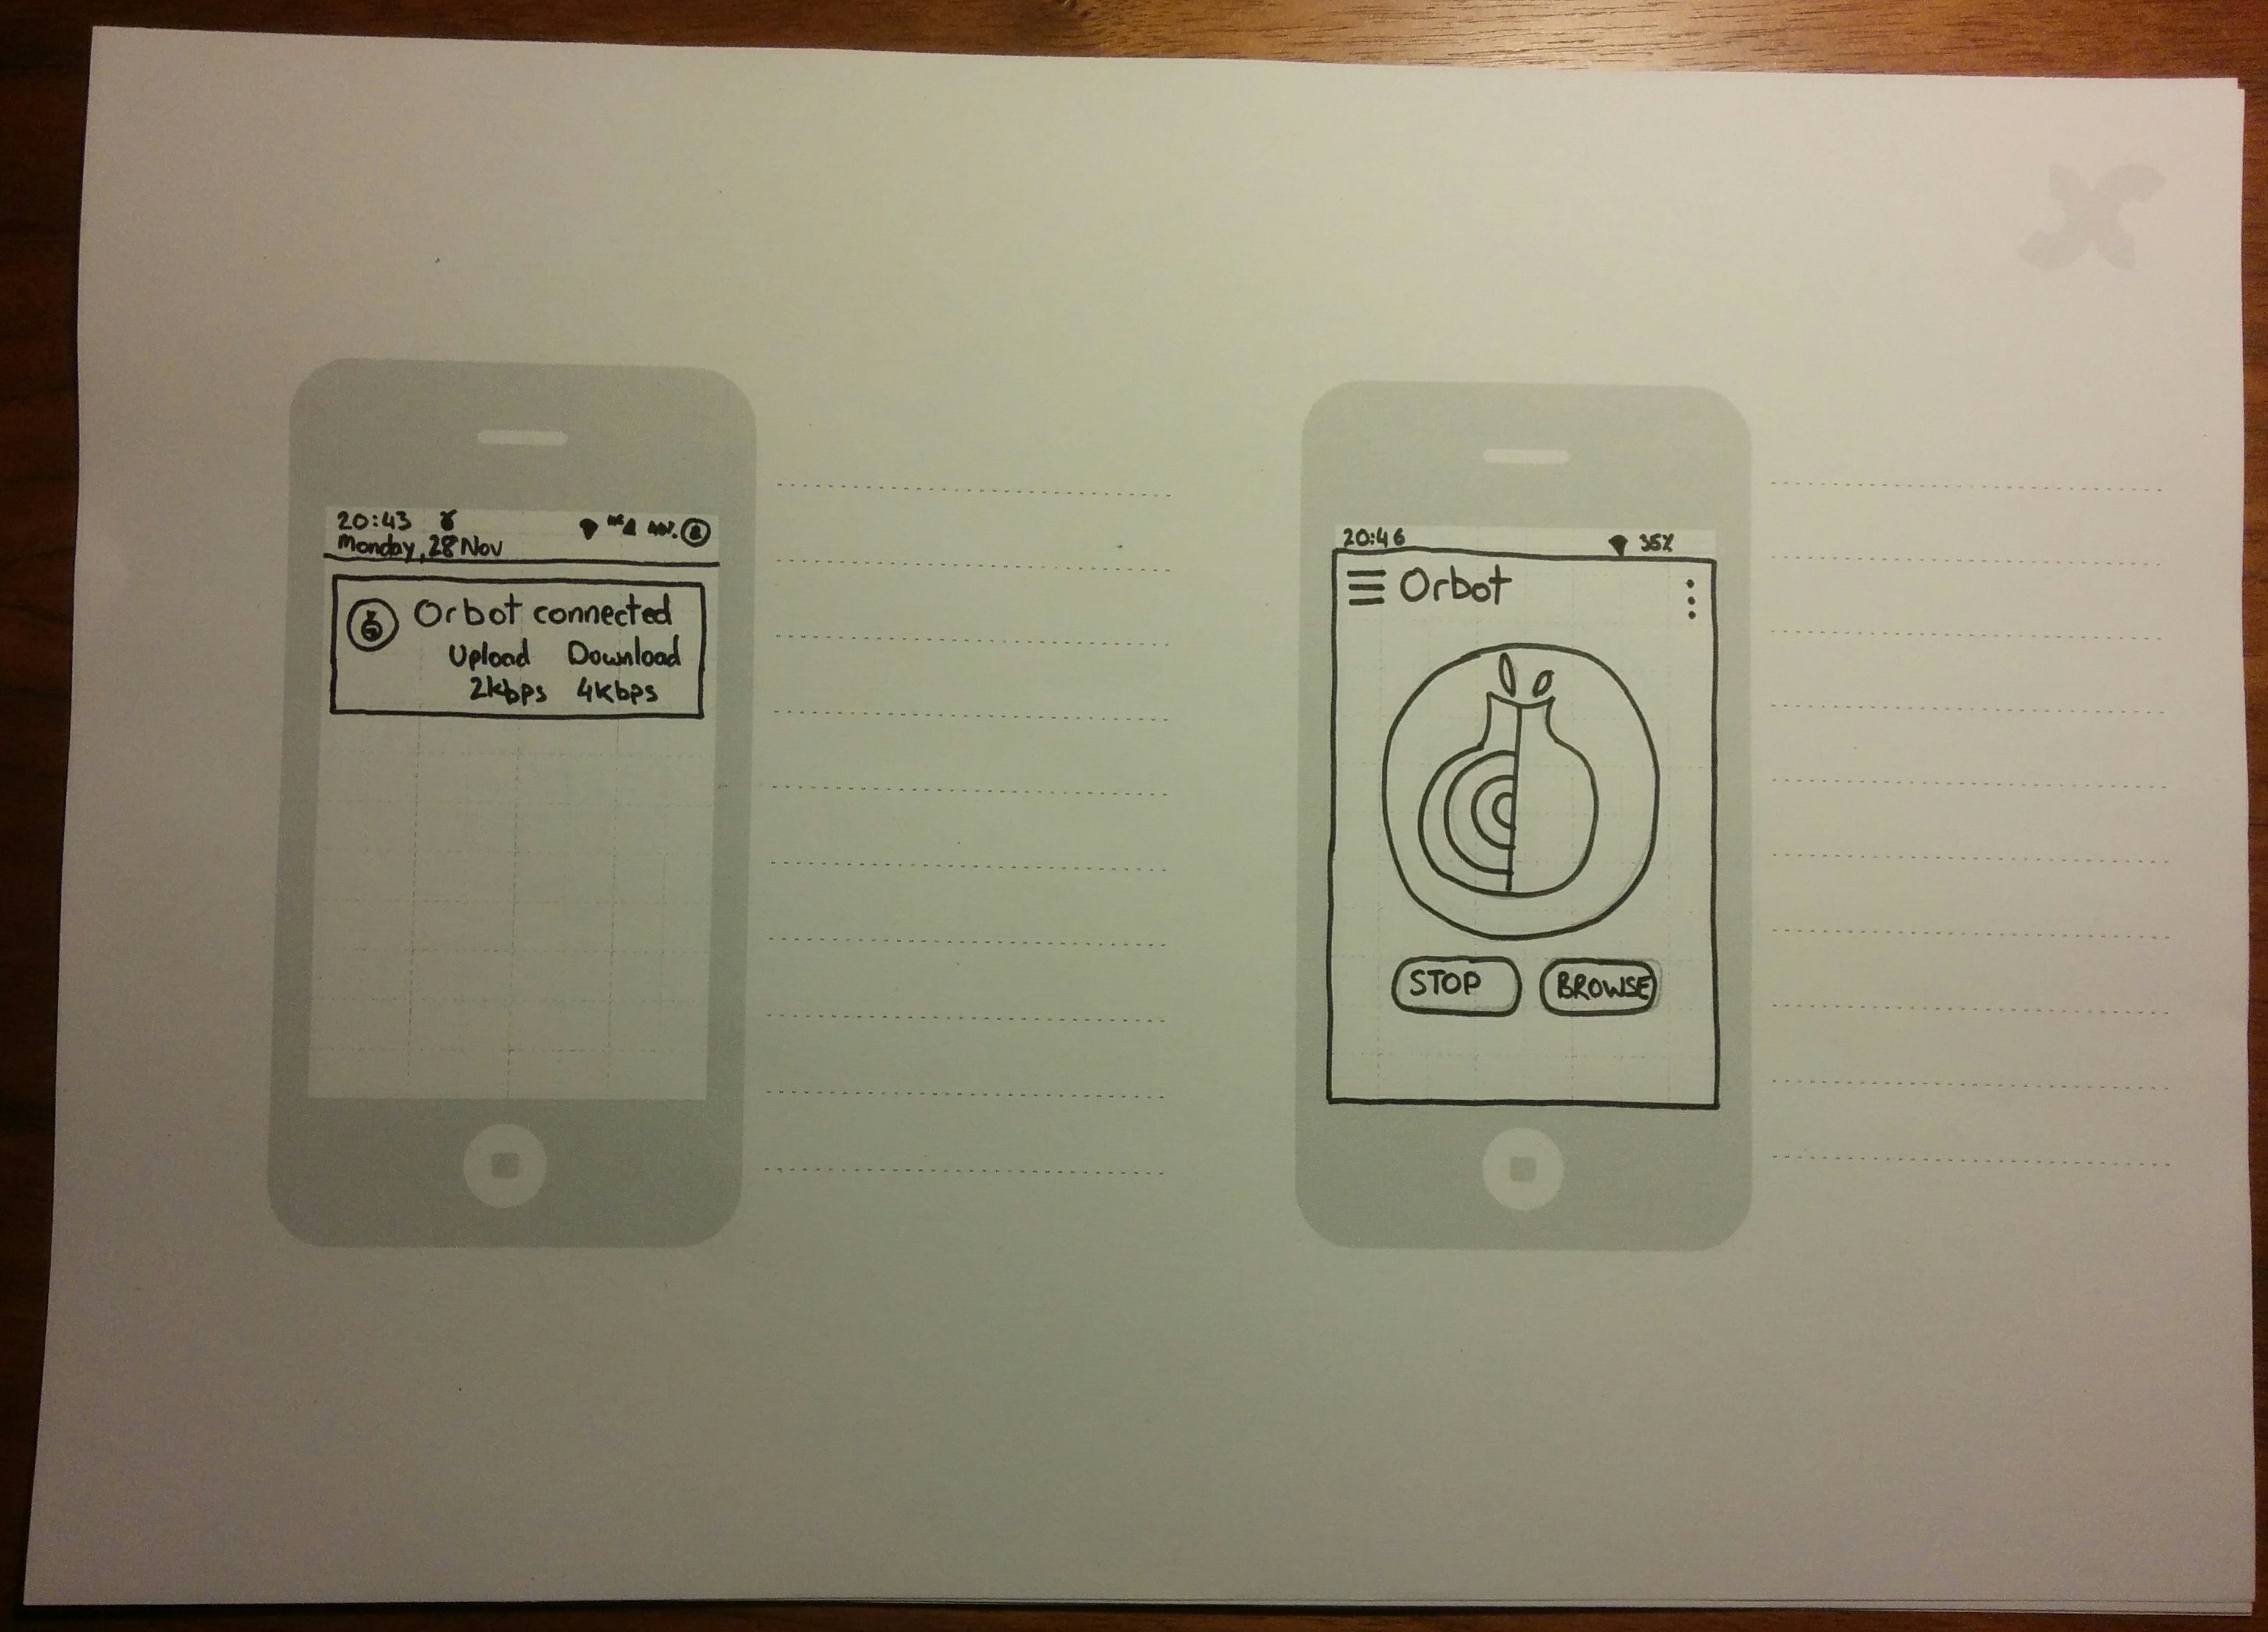 20:43
Monday, 28 Nov
Orbot connected
Upload Download
2kbps 4kbps
20:46 35%
Orbot
STOP BROWSE